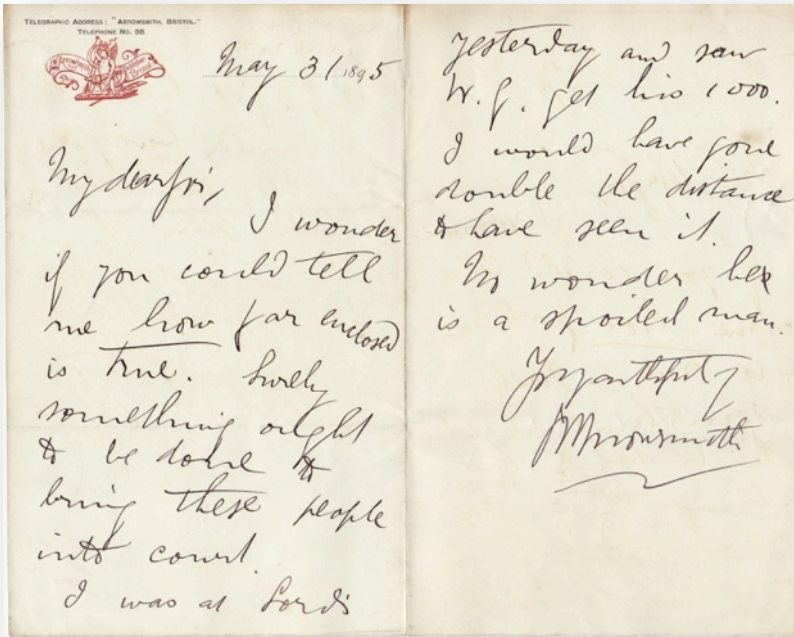 TELEGRAPHIC ADDRESS: "ARROWSMITH, BRISTOL."
TELEPHONE NO. 98.
May 31 1895
My dear Sir,
I wonder
if you could tell
me how far enclosed
is true. Surely
something ought
to be done to
bring these people
into court.
I was at Lord's
yesterday and saw
W. G. get his 1000.
I would have gone
double the distance
to have seen it.
No wonder he
is a spoiled man.
Yrs faithfully
JWArrowsmith